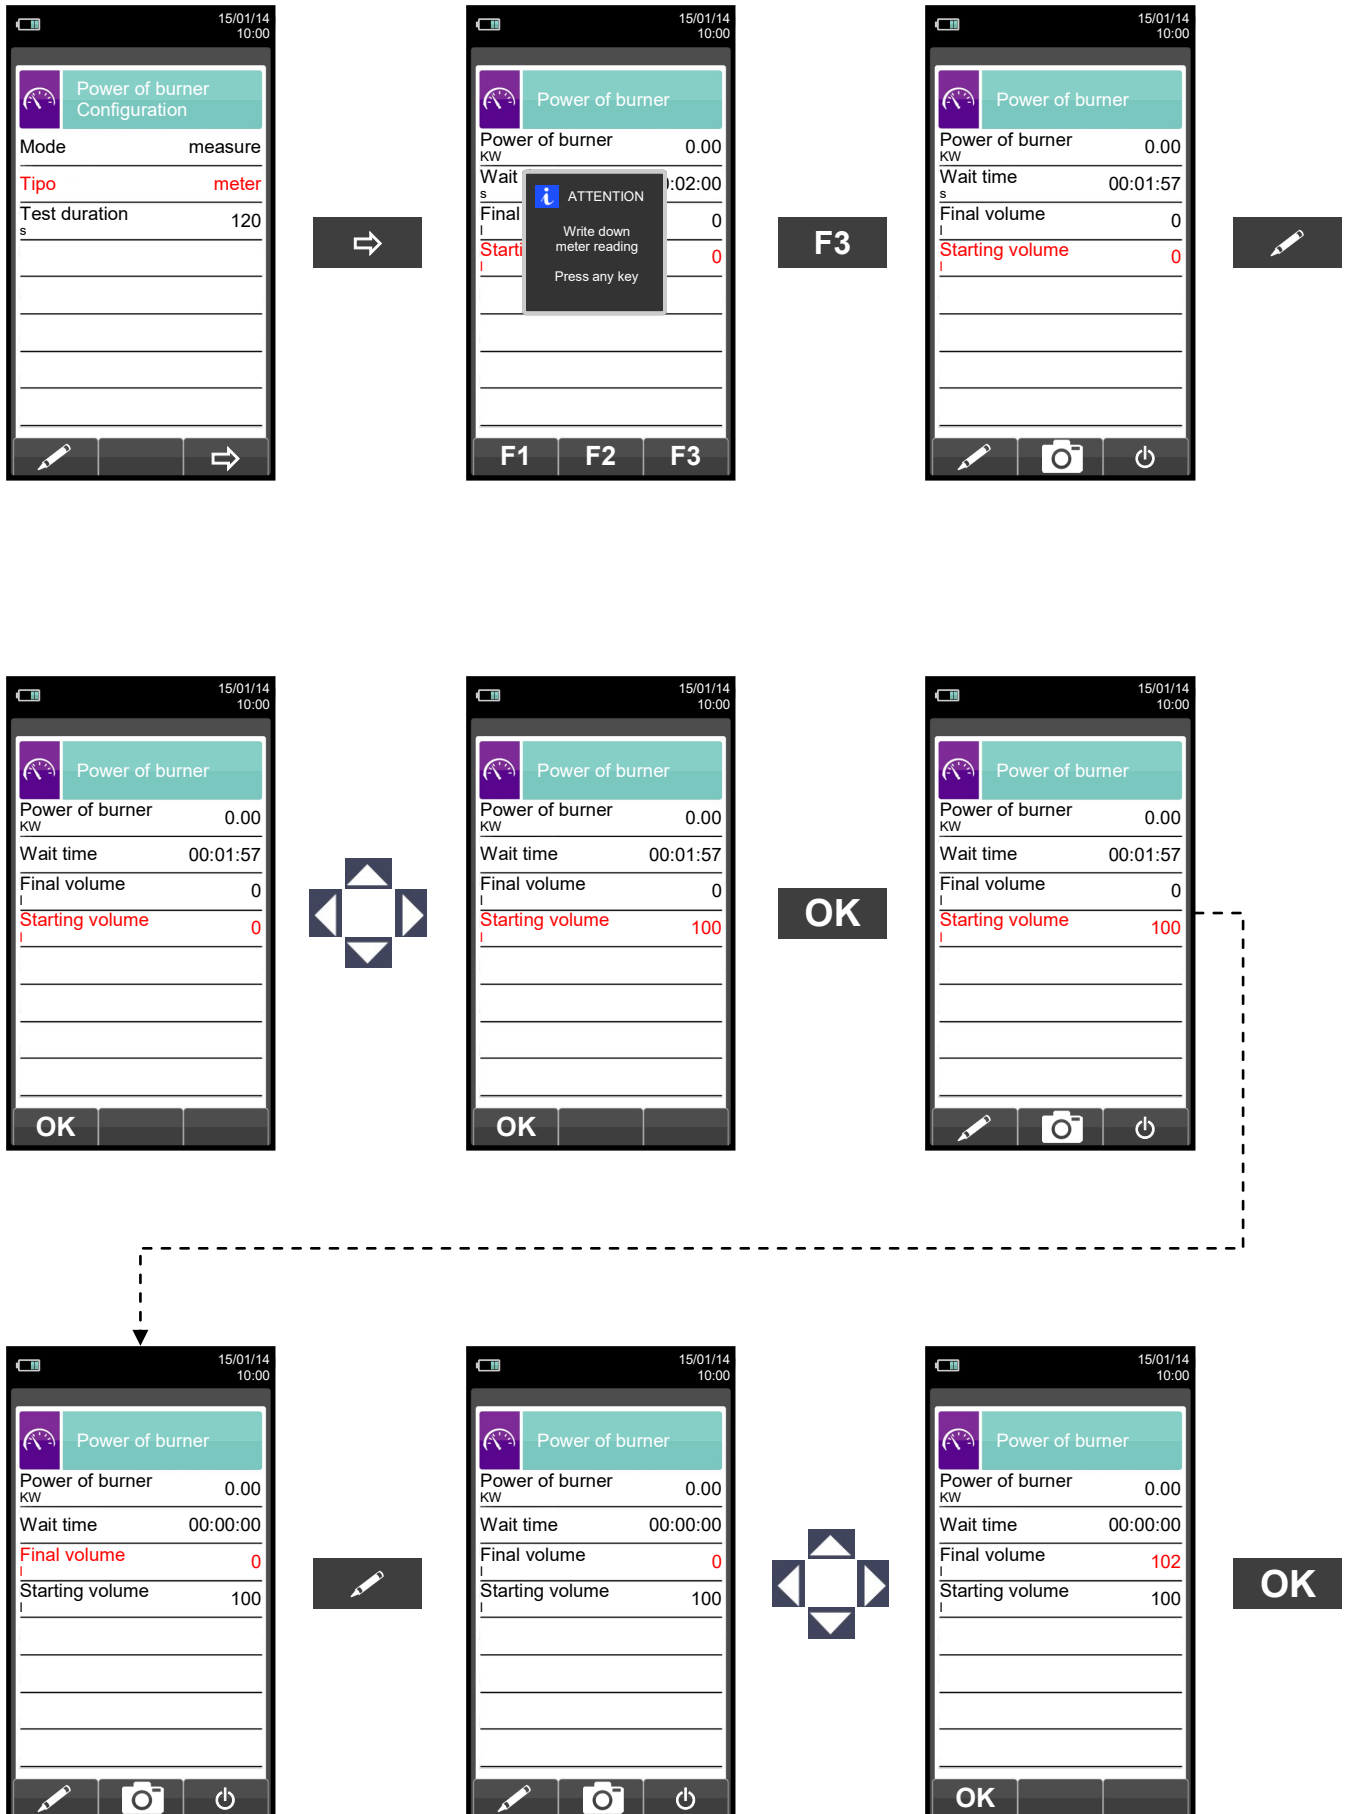 15/01/14
10:00
Power of burner
Configuration
Mode measure
Tipo meter
Test duration 120
s
15/01/14
10:00
Power of burner
Power of burner 0.00
KW
Wait :02:00
s
Final 0
l
Starti 0
l
i ATTENTION
Write down
meter reading
Press any key
F1 F2 F3
F3
15/01/14
10:00
Power of burner
Power of burner 0.00
KW
Wait time 00:01:57
s
Final volume 0
l
Starting volume 0
l
15/01/14
10:00
Power of burner
Power of burner 0.00
KW
Wait time 00:01:57
Final volume 0
l
Starting volume 0
l
OK
15/01/14
10:00
Power of burner
Power of burner 0.00
KW
Wait time 00:01:57
Final volume 0
l
Starting volume 100
l
OK
OK
15/01/14
10:00
Power of burner
Power of burner 0.00
KW
Wait time 00:01:57
Final volume 0
l
Starting volume 100
l
15/01/14
10:00
Power of burner
Power of burner 0.00
KW
Wait time 00:00:00
Final volume 0
l
Starting volume 100
l
15/01/14
10:00
Power of burner
Power of burner 0.00
KW
Wait time 00:00:00
Final volume 0
l
Starting volume 100
l
15/01/14
10:00
Power of burner
Power of burner 0.00
KW
Wait time 00:00:00
Final volume 102
l
Starting volume 100
l
OK
OK